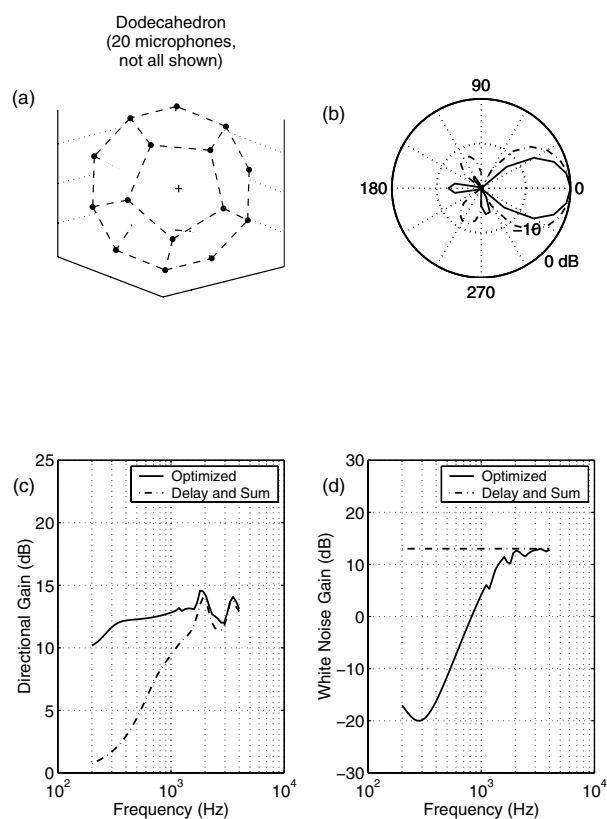 Dodecahedron
(20 microphones,
not all shown)
(a)
(b)
90
180
0
−10
0 dB
270
25
20
15
10
5
0
(c)
Optimized
Delay and Sum
Directional Gain (dB)
10^2
10^3
10^4
Frequency (Hz)
30
20
10
0
−10
−20
−30
(d)
Optimized
Delay and Sum
White Noise Gain (dB)
10^2
10^3
10^4
Frequency (Hz)